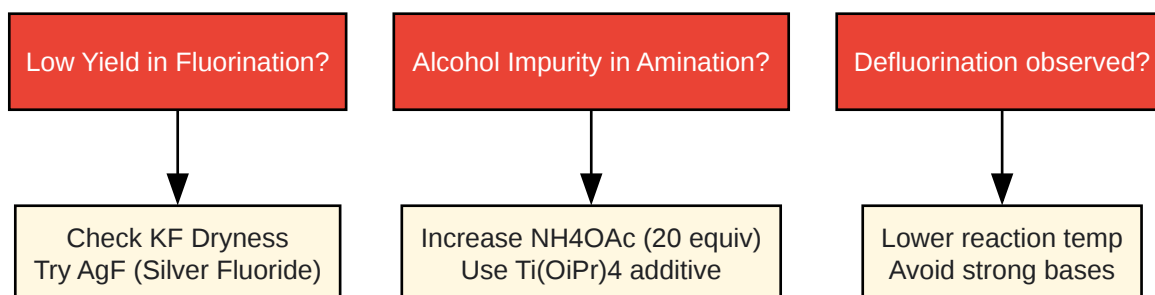 Low Yield in Fluorination?
Alcohol Impurity in Amination?
Defluorination observed?
Check KF Dryness
Try AgF (Silver Fluoride)
Increase NH4OAc (20 equiv)
Use Ti(OiPr)4 additive
Lower reaction temp
Avoid strong bases